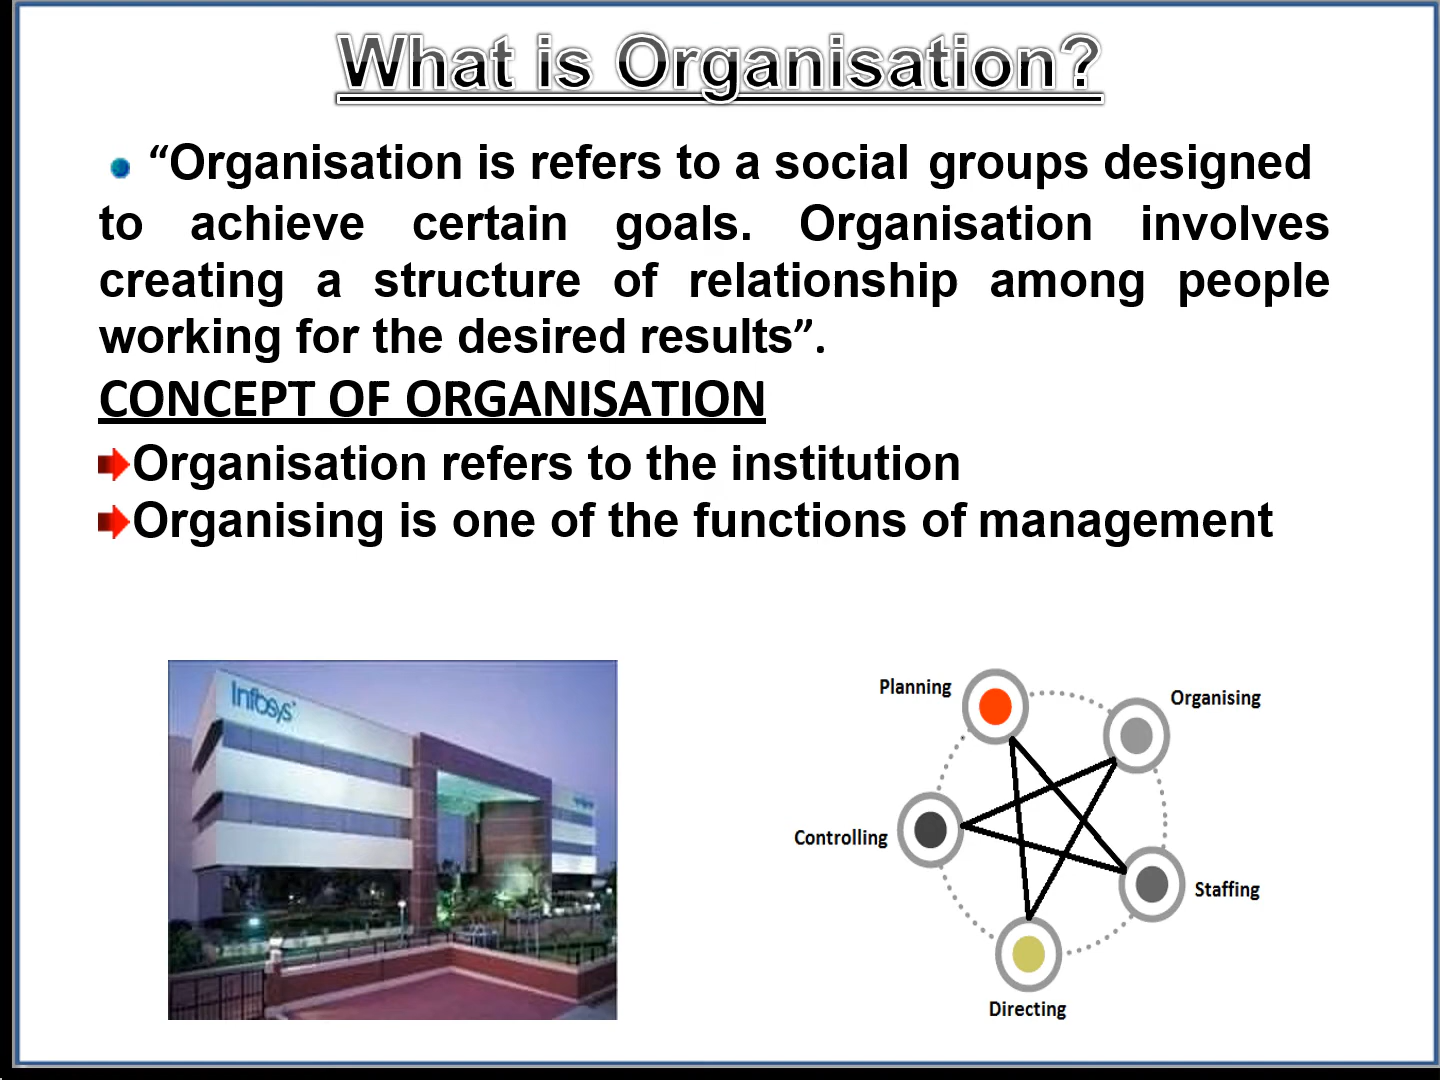 What is Organisation?
“Organisation is refers to a social groups designed
to achieve certain goals. Organisation involves
creating a structure of relationship among people
working for the desired results”.
CONCEPT OF ORGANISATION
Organisation refers to the institution
Organising is one of the functions of management
Infosys
Planning
Organising
Controlling
Staffing
Directing